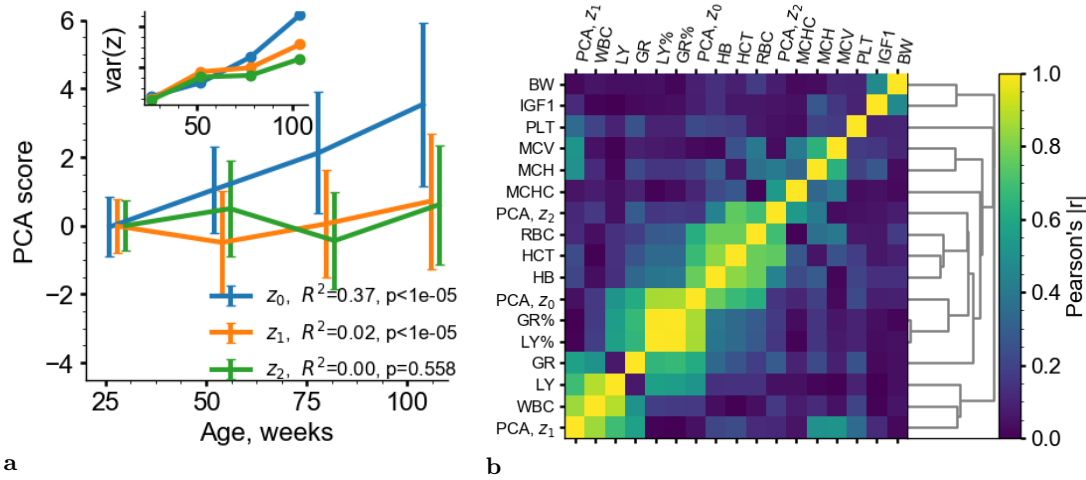 PCA score
6
4
2
0
−2
−4
25
50
75
100
Age, weeks
var(z)
50
100
z0, R²=0.37, p<1e-05
z1, R²=0.02, p<1e-05
z2, R²=0.00, p=0.558
a
PCA, z1
WBC
LY
GR
LY%
GR%
PCA, z0
HB
HCT
RBC
PCA, z2
MCHC
MCH
MCV
PLT
IGF1
BW
BW
IGF1
PLT
MCV
MCH
MCHC
PCA, z2
RBC
HCT
HB
PCA, z0
GR%
LY%
GR
LY
WBC
PCA, z1
1.0
0.8
0.6
0.4
0.2
0.0
Pearson's |r|
b